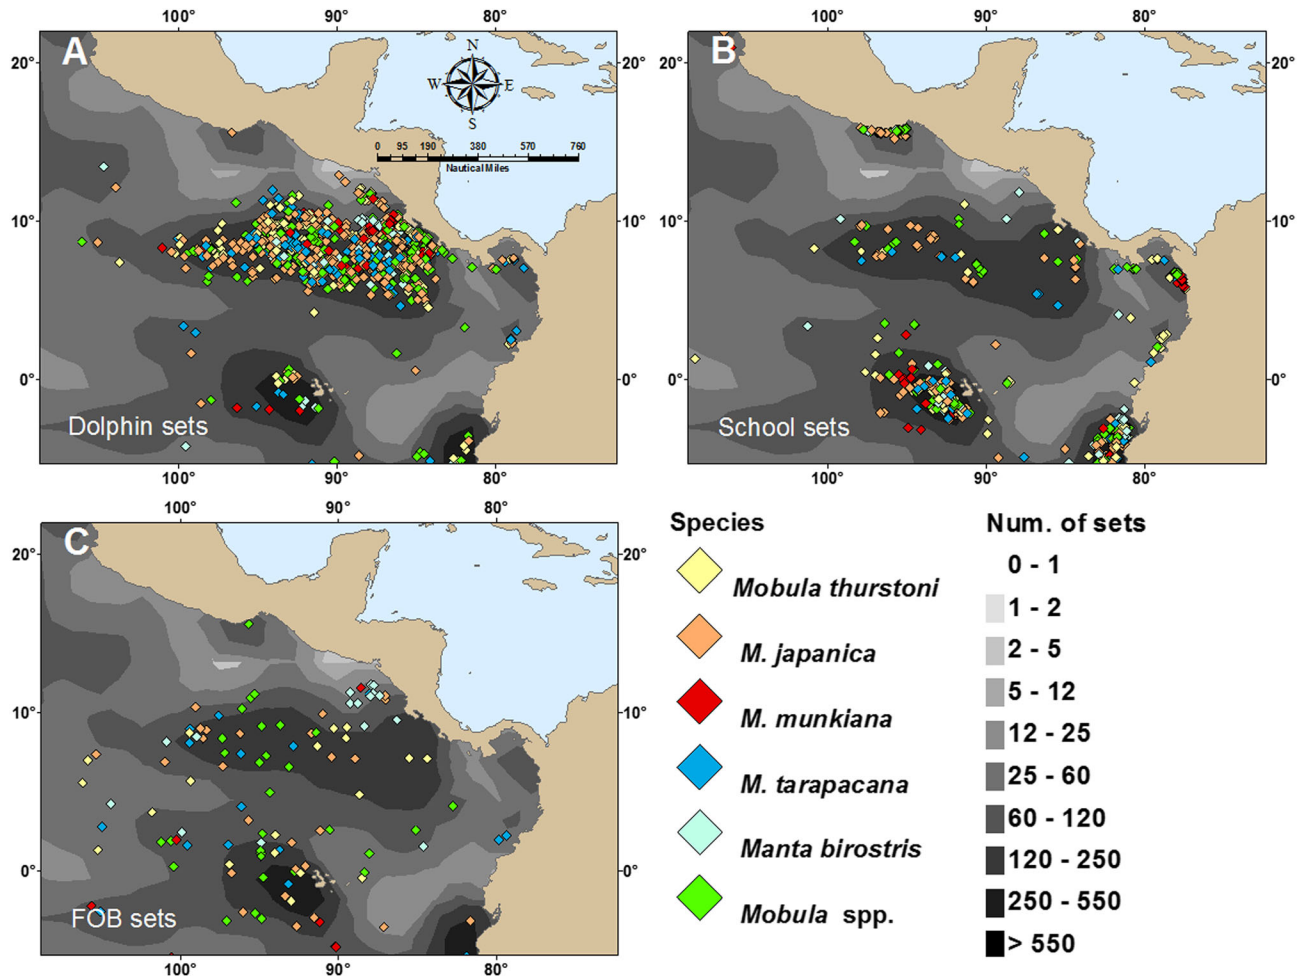 100° 90° 80°
100° 90° 80°
A
B
N
W E
S
20°
20°
0 95 190 380 570 760
Nautical Miles
10°
10°
10°
0°
0°
0°
Dolphin sets
School sets
100° 90° 80°
100° 90° 80°
100° 90° 80°
C
20°
20°
10°
10°
0°
0°
FOB sets
100° 90° 80°
Species
Mobula thurstoni
M. japanica
M. munkiana
M. tarapacana
Manta birostris
Mobula spp.
Num. of sets
0 - 1
1 - 2
2 - 5
5 - 12
12 - 25
25 - 60
60 - 120
120 - 250
250 - 550
> 550